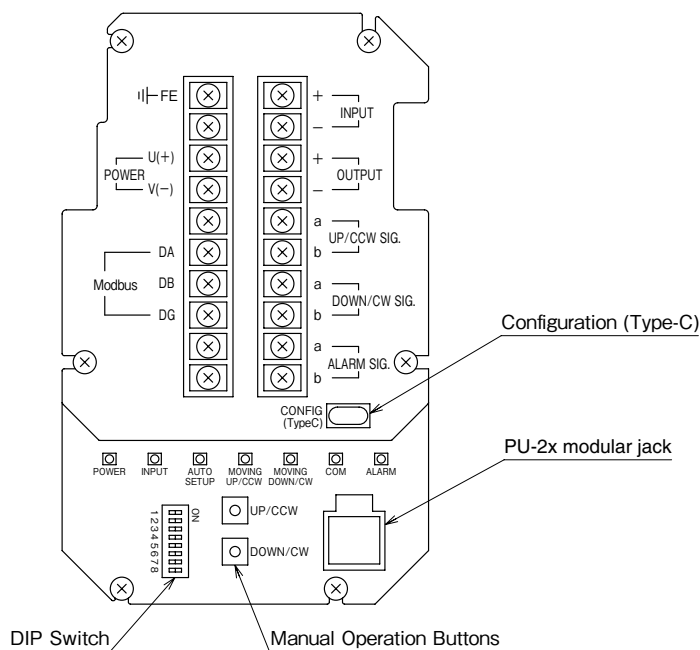 FE
+
INPUT
−
U(+)
POWER
V(−)
+
OUTPUT
−
a
UP/CCW SIG.
b
DA
Modbus
DB
DG
a
DOWN/CW SIG.
b
a
ALARM SIG.
b
Configuration (Type-C)
CONFIG
(TypeC)
PU-2x modular jack
POWER
INPUT
AUTO
SETUP
MOVING
UP/CCW
MOVING
DOWN/CW
COM
ALARM
ON
12345678
UP/CCW
DOWN/CW
DIP Switch
Manual Operation Buttons